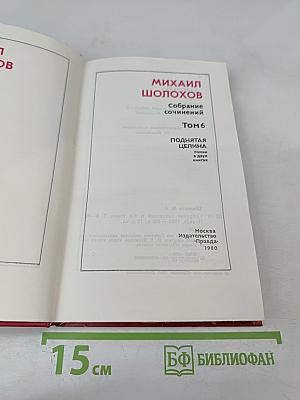 Л
ОВ
МИХАИЛ
ШОЛОХОВ
Собрание
сочинений
Том 6
ПОДНЯТАЯ
ЦЕЛИНА
Роман
в двух
книгах
Москва
Издательство
«Правда»
1980
15 см
БФ БИБЛИОФАН